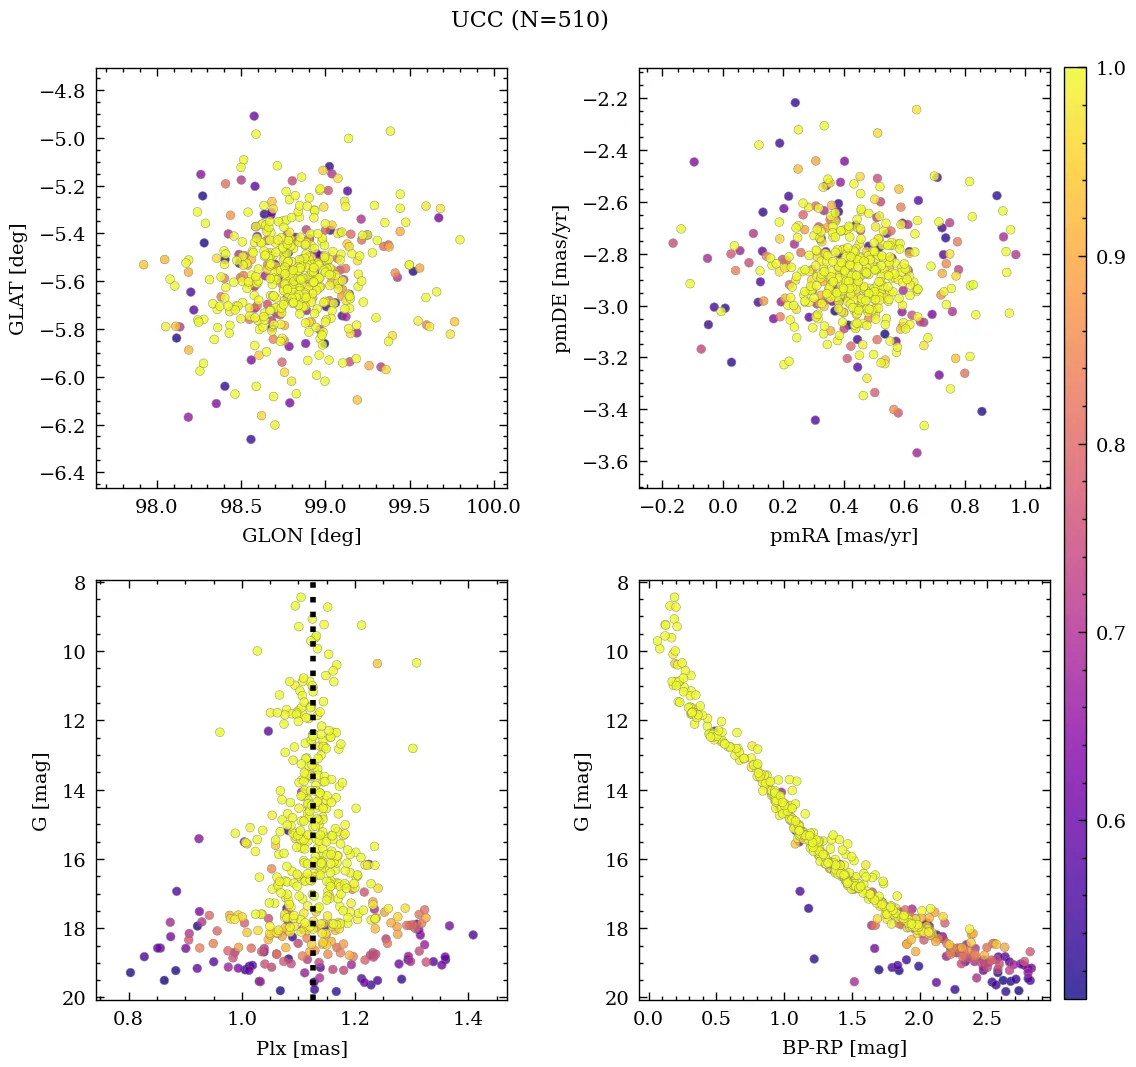 UCC (N=510)
−4.8
−5.0
−5.2
−5.4
−5.6
−5.8
−6.0
−6.2
−6.4
GLAT [deg]
98.0 98.5 99.0 99.5 100.0
GLON [deg]
−2.2
−2.4
−2.6
−2.8
−3.0
−3.2
−3.4
−3.6
pmDE [mas/yr]
−0.2 0.0 0.2 0.4 0.6 0.8 1.0
pmRA [mas/yr]
8
10
12
14
16
18
20
G [mag]
0.8 1.0 1.2 1.4
Plx [mas]
8
10
12
14
16
18
20
G [mag]
0.0 0.5 1.0 1.5 2.0 2.5
BP-RP [mag]
1.0
0.9
0.8
0.7
0.6